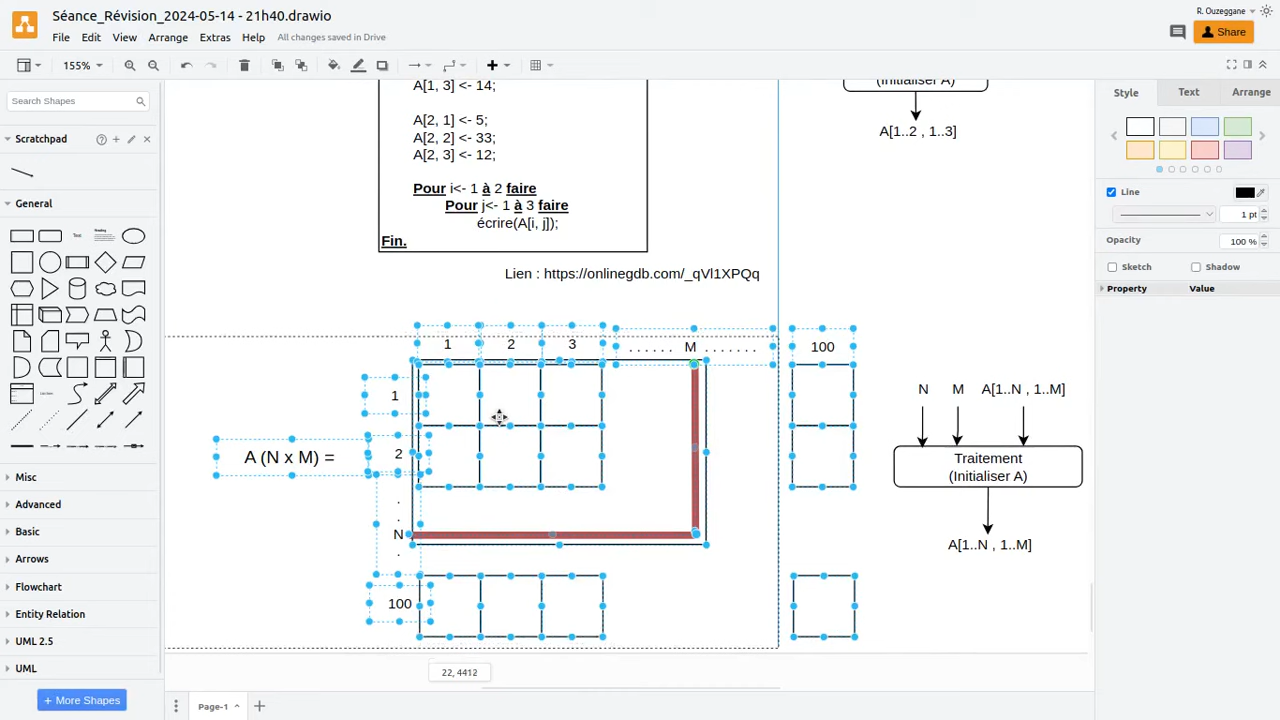 Séance_Révision_2024-05-14 - 21h40.drawio
R. Ouzeggane
File Edit View Arrange Extras Help All changes saved in Drive
Share
155%
Search Shapes
Scratchpad
General
Text
Heading
List Item
Misc
Advanced
Basic
Arrows
Flowchart
Entity Relation
UML 2.5
UML
+ More Shapes
A[1, 3] <- 14;
A[2, 1] <- 5;
A[2, 2] <- 33;
A[2, 3] <- 12;
Pour i<- 1 à 2 faire
Pour j<- 1 à 3 faire
écrire(A[i, j]);
Fin.
Lien : https://onlinegdb.com/_qVl1XPQq
(Initialiser A)
A[1..2 , 1..3]
1 2 3 . . . . . . M . . . . . . . 100
1
A (N x M) = 2
.
.
N
.
100
N M A[1..N , 1..M]
Traitement
(Initialiser A)
A[1..N , 1..M]
22, 4412
Page-1
Style Text Arrange
Line
1 pt
Opacity 100 %
Sketch Shadow
Property Value